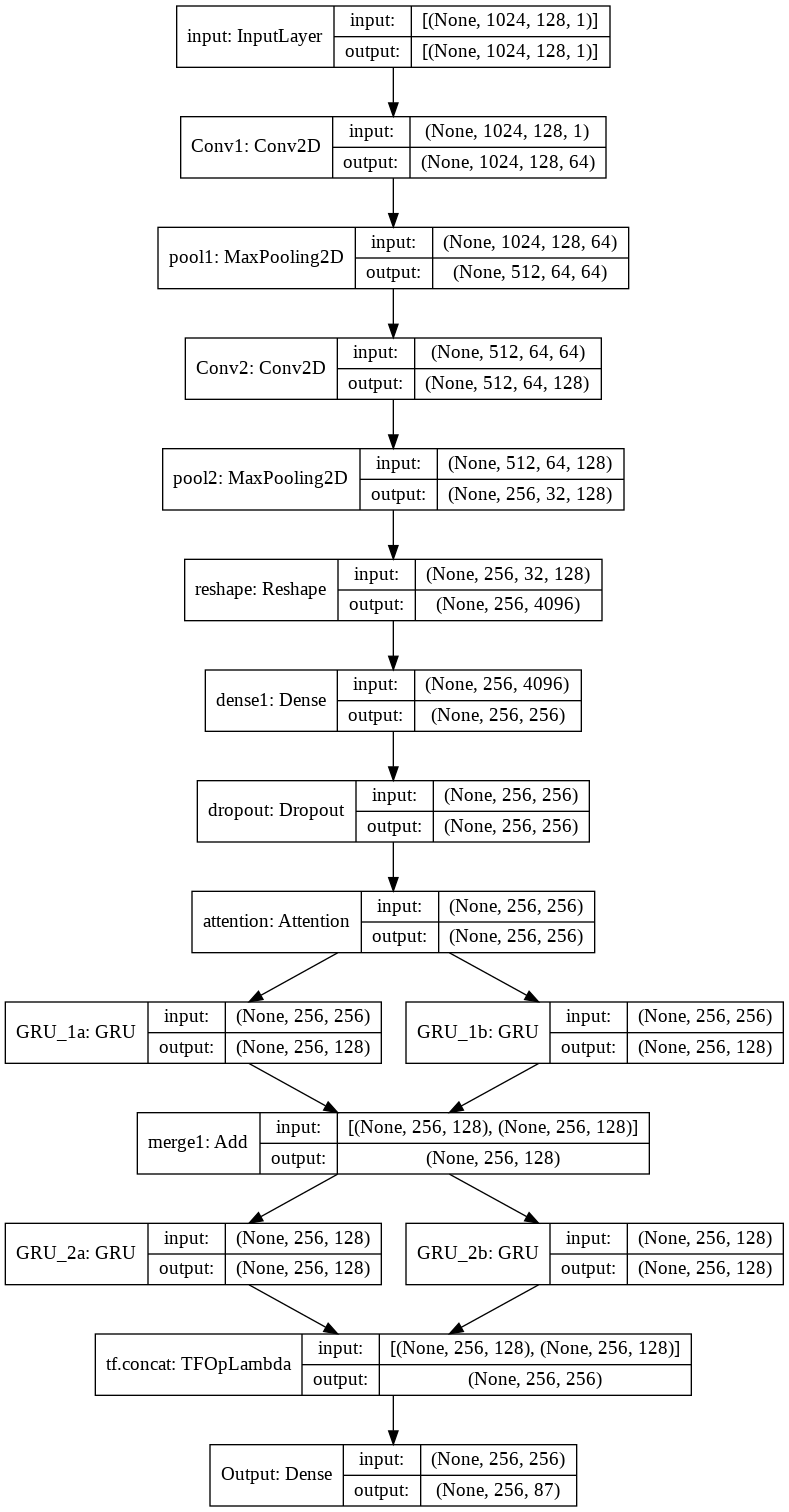 input: InputLayer
input:
[(None, 1024, 128, 1)]
output:
[(None, 1024, 128, 1)]
Conv1: Conv2D
input:
(None, 1024, 128, 1)
output:
(None, 1024, 128, 64)
pool1: MaxPooling2D
input:
(None, 1024, 128, 64)
output:
(None, 512, 64, 64)
Conv2: Conv2D
input:
(None, 512, 64, 64)
output:
(None, 512, 64, 128)
pool2: MaxPooling2D
input:
(None, 512, 64, 128)
output:
(None, 256, 32, 128)
reshape: Reshape
input:
(None, 256, 32, 128)
output:
(None, 256, 4096)
dense1: Dense
input:
(None, 256, 4096)
output:
(None, 256, 256)
dropout: Dropout
input:
(None, 256, 256)
output:
(None, 256, 256)
attention: Attention
input:
(None, 256, 256)
output:
(None, 256, 256)
GRU_1a: GRU
input:
(None, 256, 256)
output:
(None, 256, 128)
GRU_1b: GRU
input:
(None, 256, 256)
output:
(None, 256, 128)
merge1: Add
input:
[(None, 256, 128), (None, 256, 128)]
output:
(None, 256, 128)
GRU_2a: GRU
input:
(None, 256, 128)
output:
(None, 256, 128)
GRU_2b: GRU
input:
(None, 256, 128)
output:
(None, 256, 128)
tf.concat: TFOpLambda
input:
[(None, 256, 128), (None, 256, 128)]
output:
(None, 256, 256)
Output: Dense
input:
(None, 256, 256)
output:
(None, 256, 87)